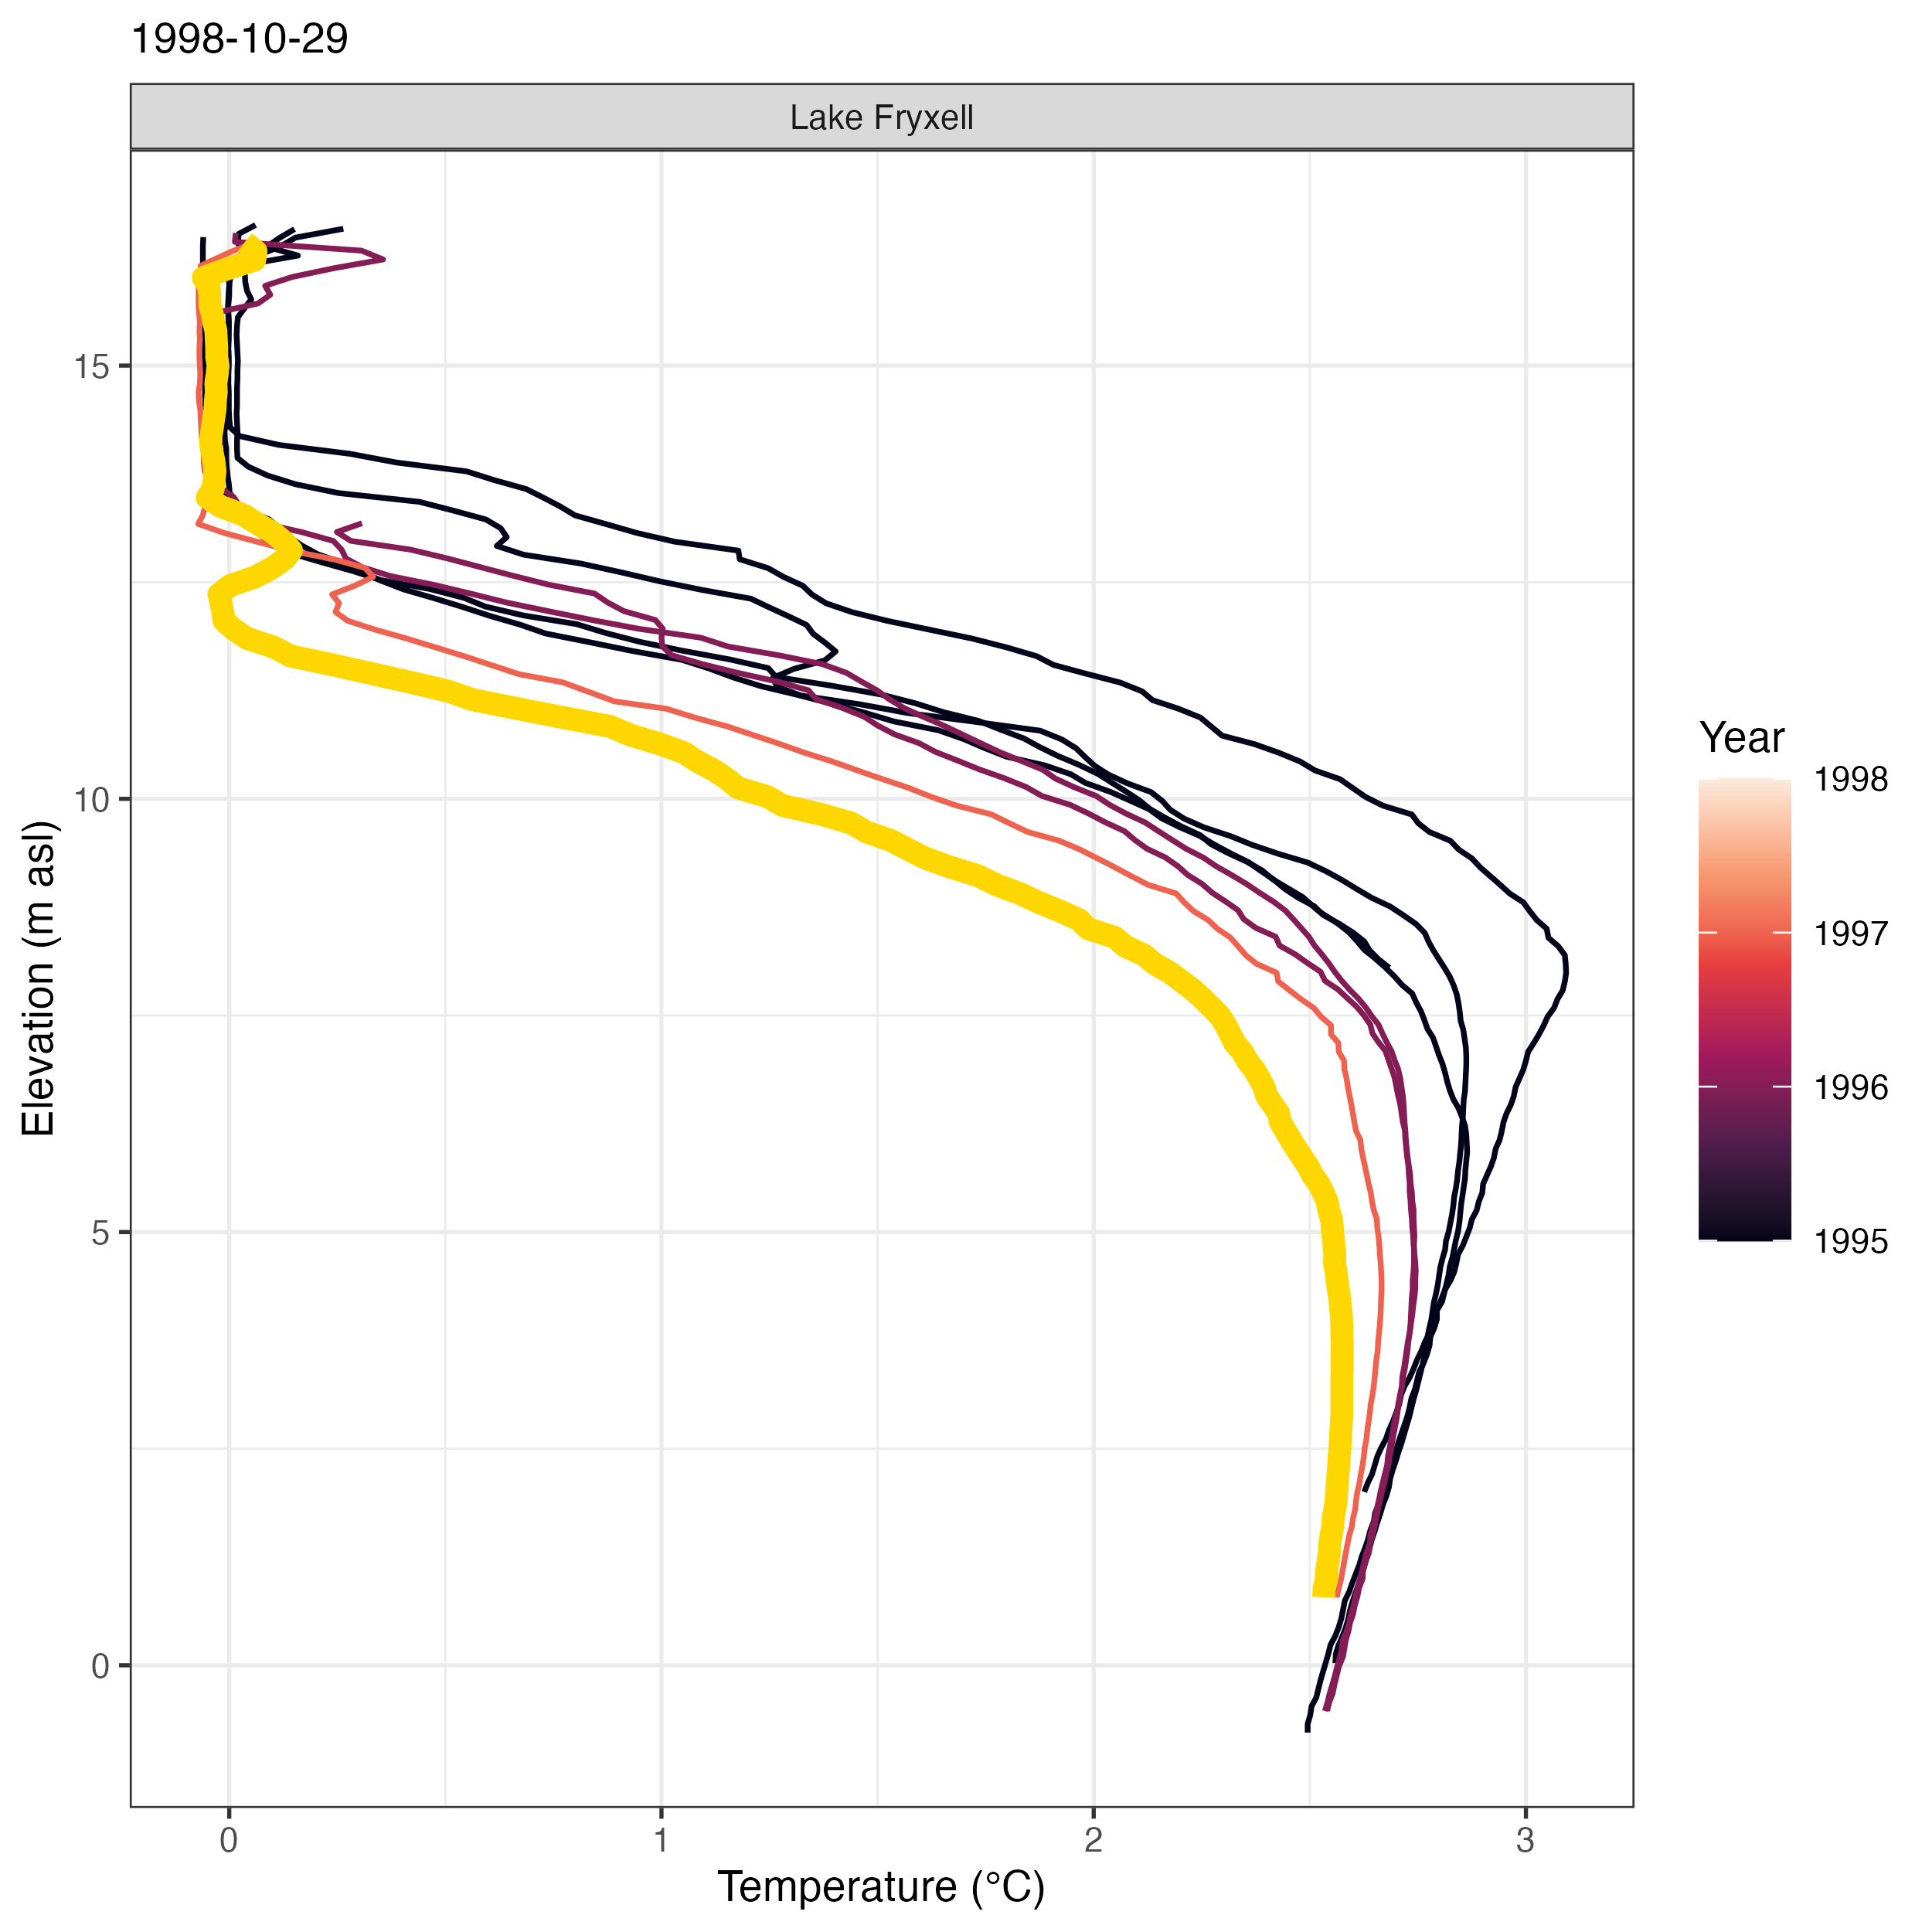 1998-10-29
Lake Fryxell
15
10
5
0
Elevation (m asl)
0 1 2 3
Temperature (°C)
Year
1998
1997
1996
1995